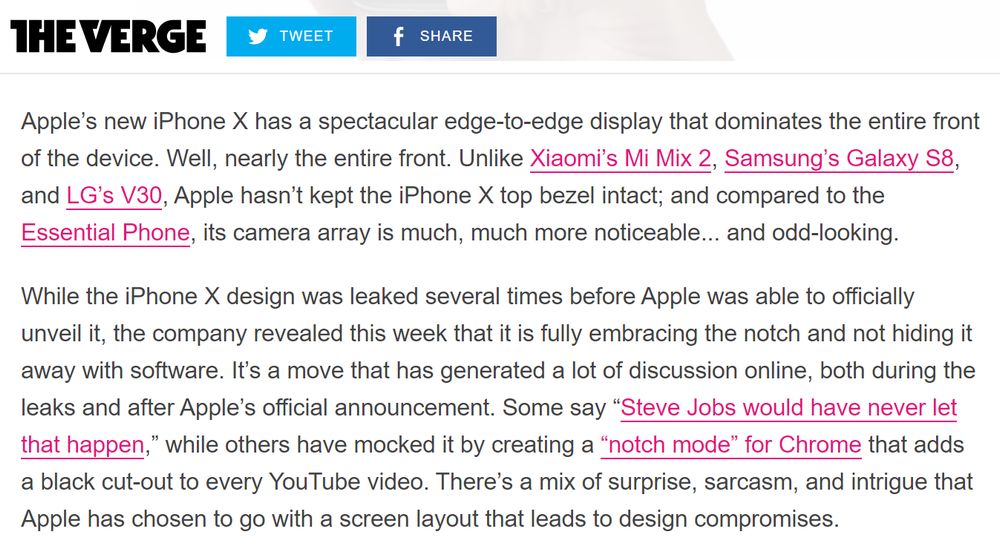 THE VERGE TWEET SHARE
Apple’s new iPhone X has a spectacular edge-to-edge display that dominates the entire front
of the device. Well, nearly the entire front. Unlike Xiaomi’s Mi Mix 2, Samsung’s Galaxy S8,
and LG’s V30, Apple hasn’t kept the iPhone X top bezel intact; and compared to the
Essential Phone, its camera array is much, much more noticeable... and odd-looking.
While the iPhone X design was leaked several times before Apple was able to officially
unveil it, the company revealed this week that it is fully embracing the notch and not hiding it
away with software. It’s a move that has generated a lot of discussion online, both during the
leaks and after Apple’s official announcement. Some say “Steve Jobs would have never let
that happen,” while others have mocked it by creating a “notch mode” for Chrome that adds
a black cut-out to every YouTube video. There’s a mix of surprise, sarcasm, and intrigue that
Apple has chosen to go with a screen layout that leads to design compromises.